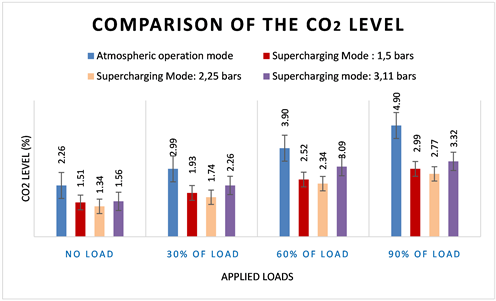 COMPARISON OF THE CO2 LEVEL
Atmospheric operation mode
Supercharging Mode : 1,5 bars
Supercharging Mode: 2,25 bars
Supercharging mode: 3,11 bars
CO2 LEVEL (%)
2.26
1.51
1.34
1.56
2.99
1.93
1.74
2.26
3.90
2.52
2.34
3.09
4.90
2.99
2.77
3.32
NO LOAD
30% OF LOAD
60% OF LOAD
90% OF LOAD
APPLIED LOADS